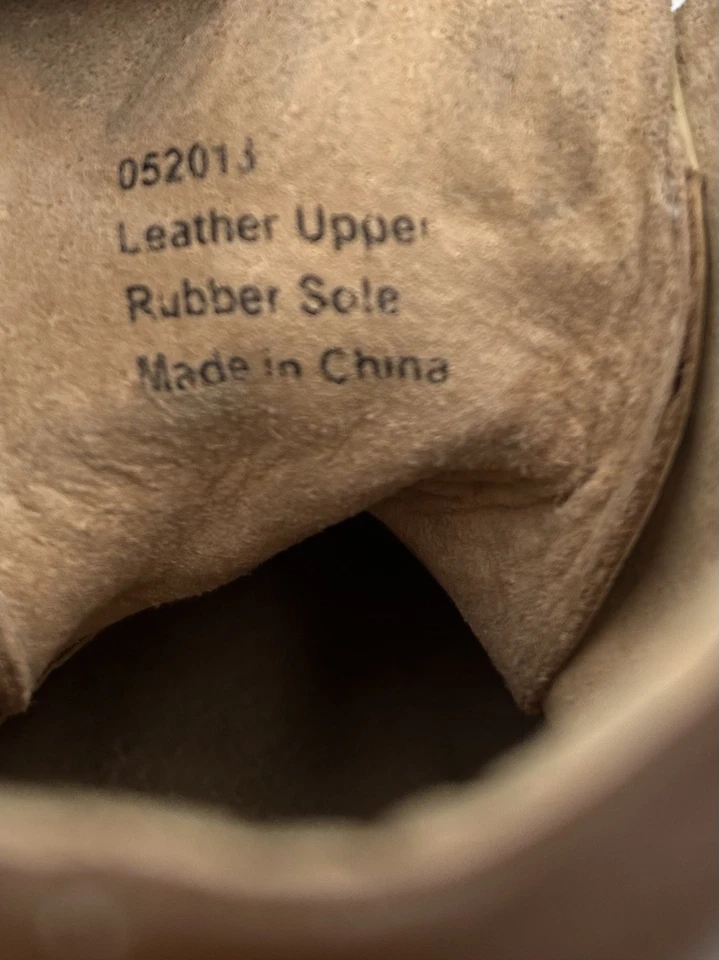 052013
Leather Upper
Rubber Sole
Made in China